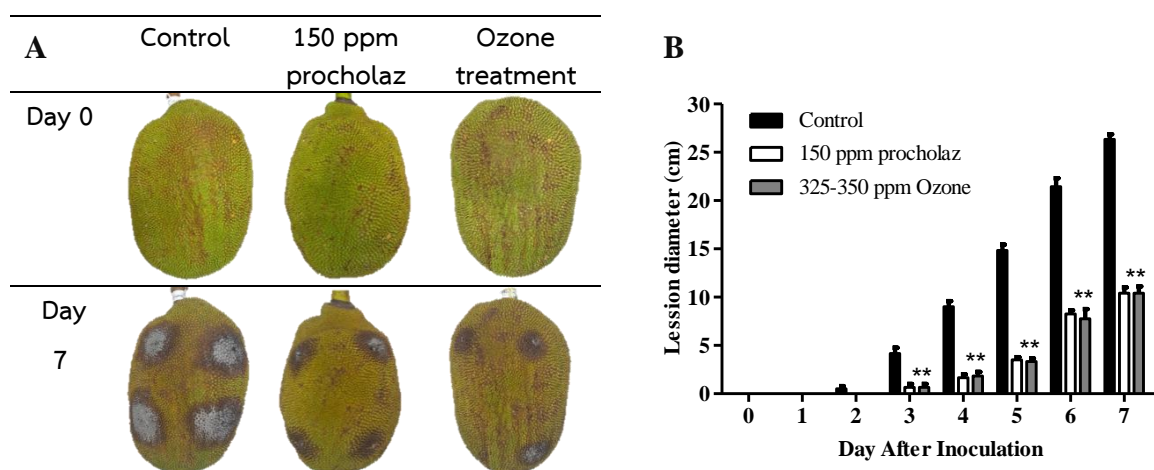 A
Control
150 ppm
procholaz
Ozone
treatment
Day 0
Day
7
B
30
25
20
15
10
5
0
Lession diameter (cm)
Control
150 ppm procholaz
325-350 ppm Ozone
** ** ** ** **
0 1 2 3 4 5 6 7
Day After Inoculation